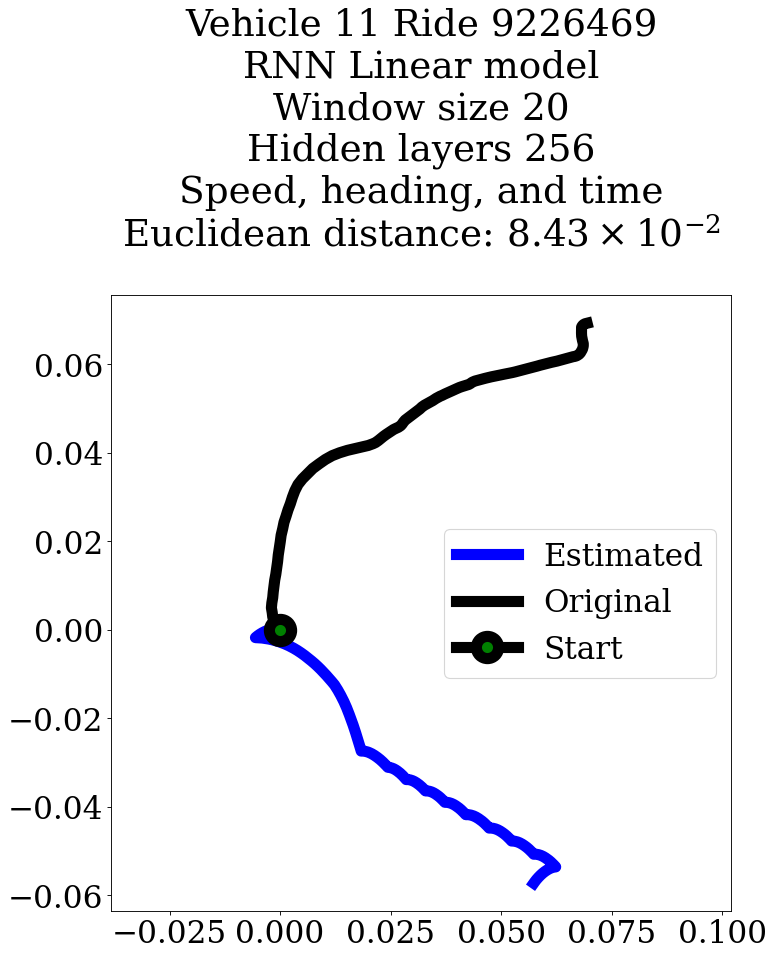 Vehicle 11 Ride 9226469
RNN Linear model
Window size 20
Hidden layers 256
Speed, heading, and time
Euclidean distance: 8.43 × 10⁻²
0.06
0.04
0.02
0.00
−0.02
−0.04
−0.06
Estimated
Original
Start
−0.025 0.000 0.025 0.050 0.075 0.100